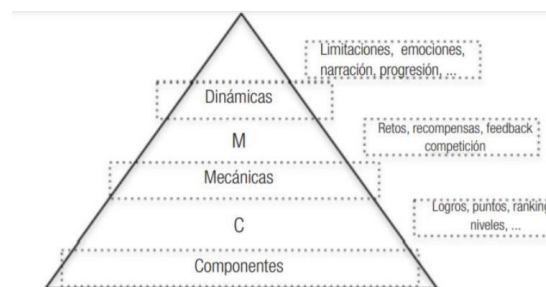 Limitaciones, emociones,
narración, progresión, ...
Dinámicas
M
Retos, recompensas, feedback
competición
Mecánicas
Logros, puntos, ranking
niveles, ...
C
Componentes